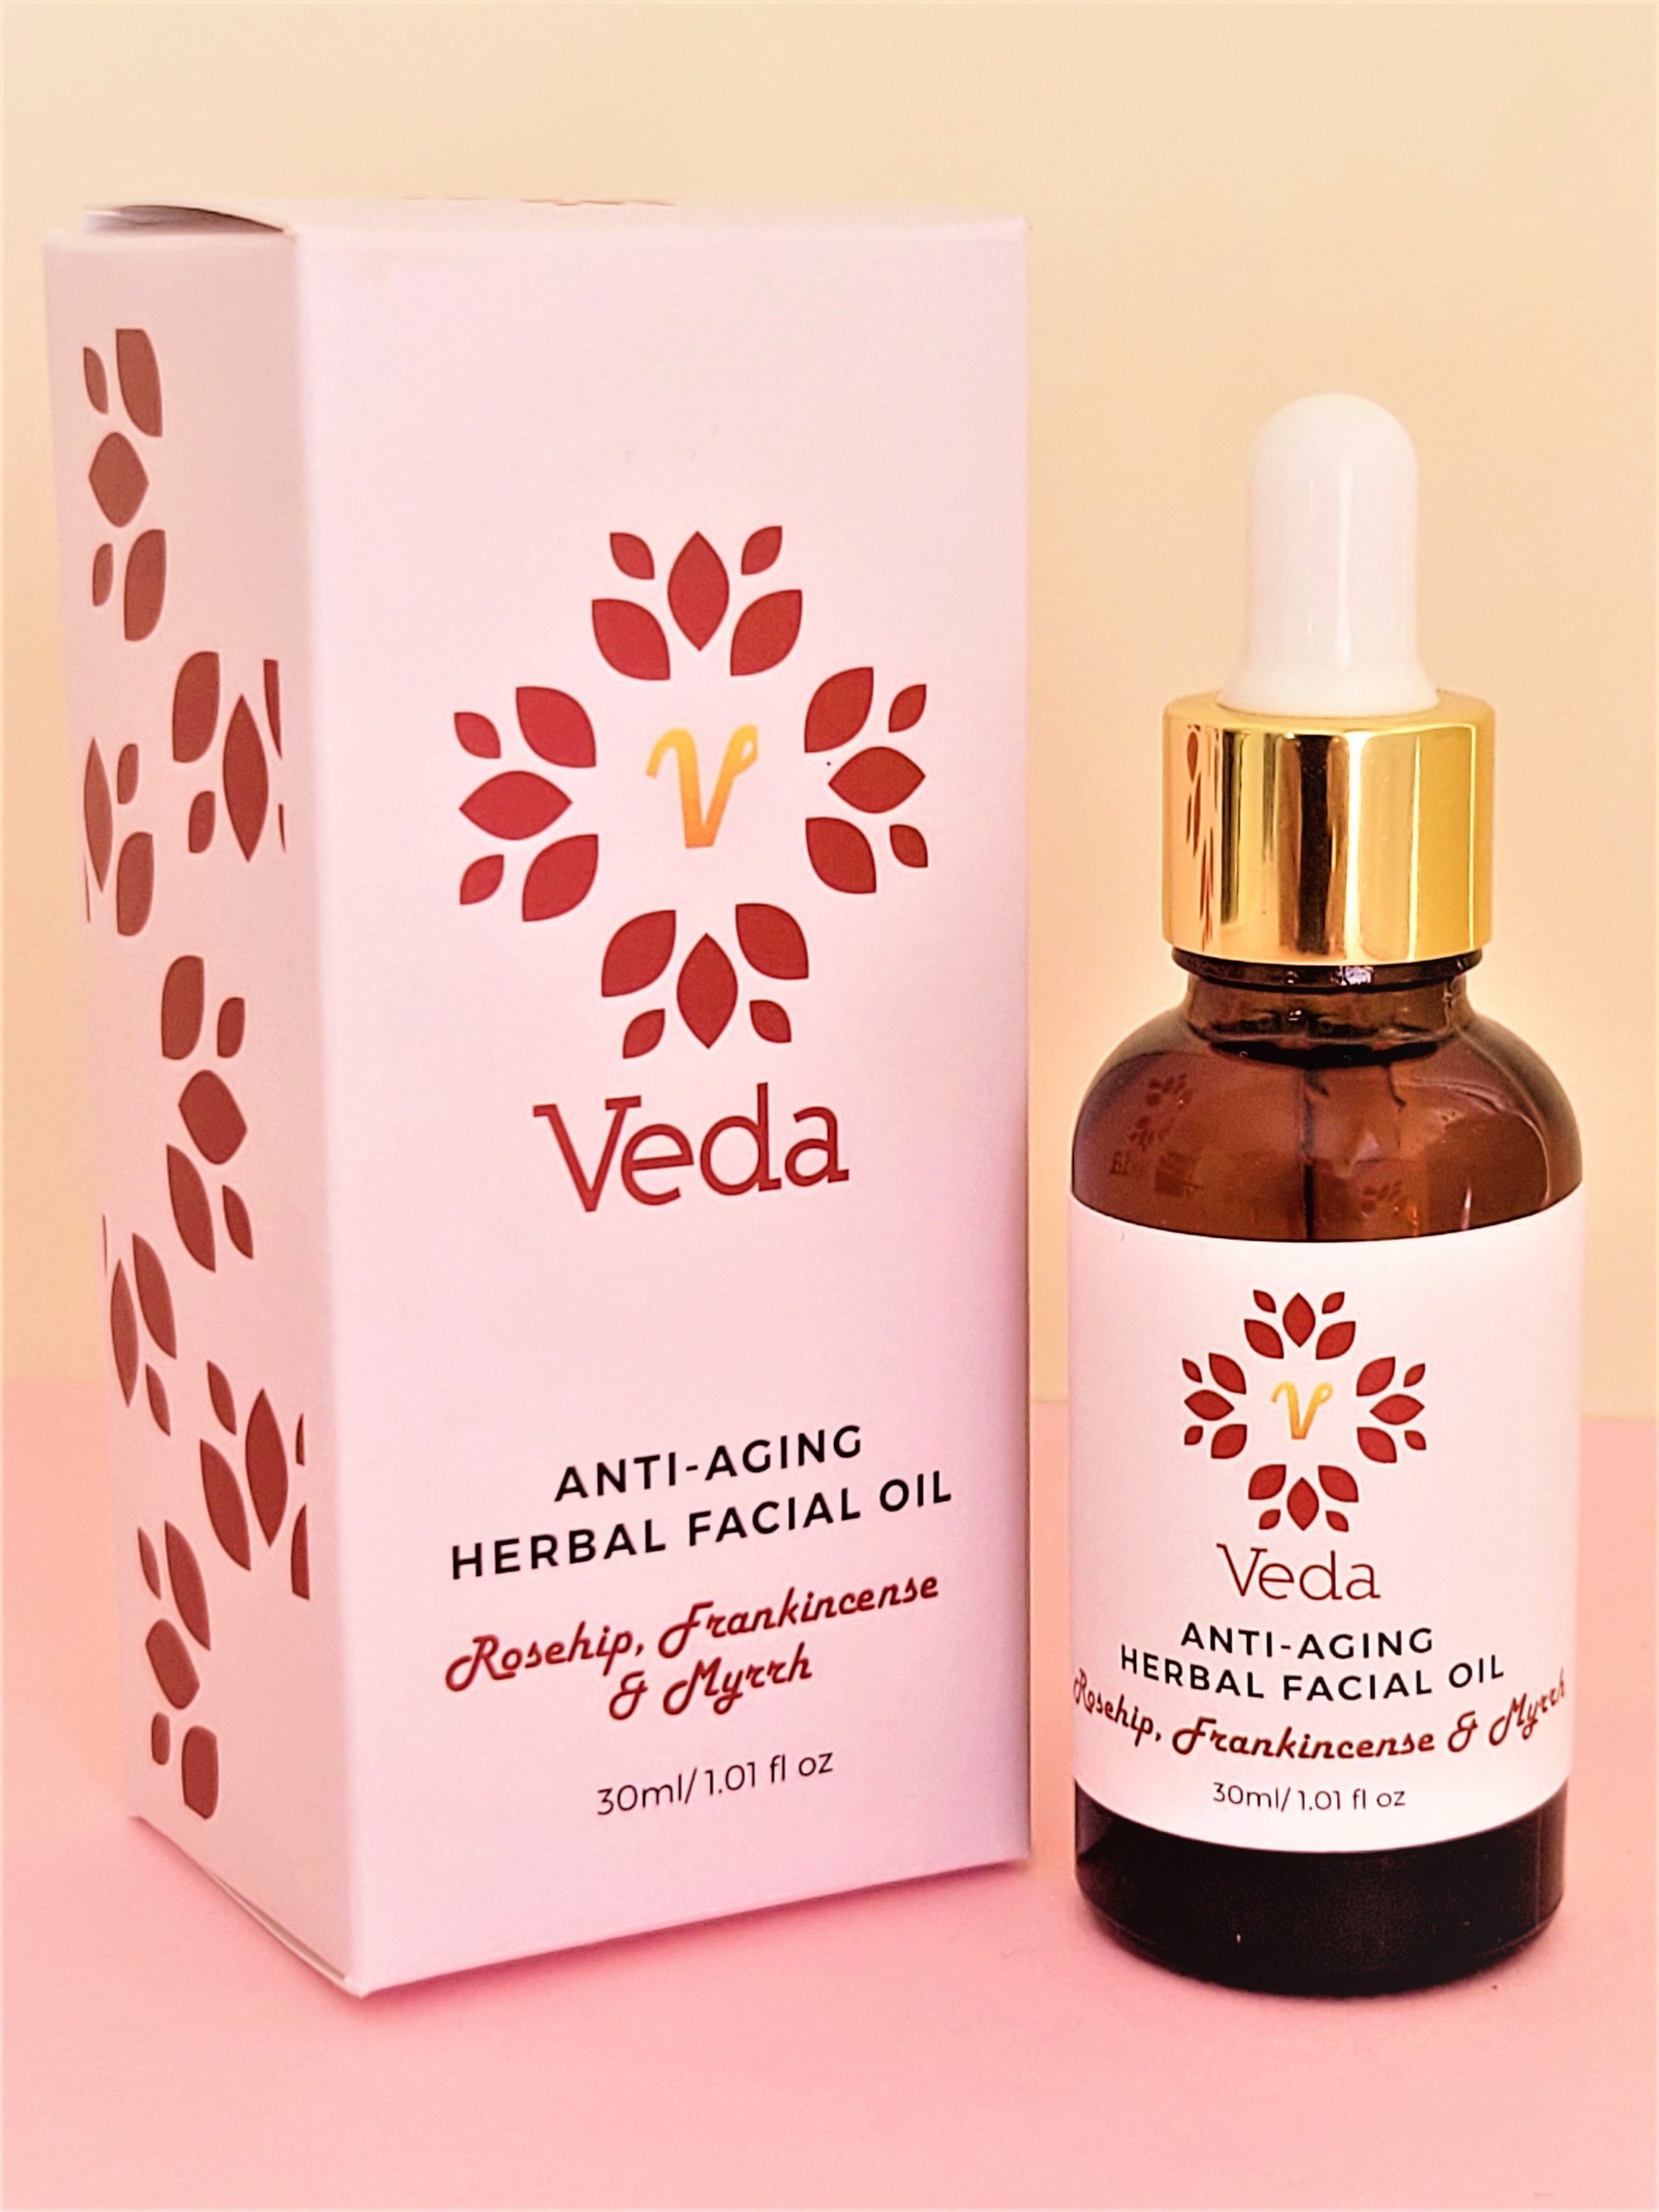 V
Veda
ANTI-AGING
HERBAL FACIAL OIL
Rosehip, Frankincense
& Myrrh
30ml/ 1.01 fl oz
V
Veda
ANTI-AGING
HERBAL FACIAL OIL
Rosehip, Frankincense & Myrrh
30ml/ 1.01 fl oz